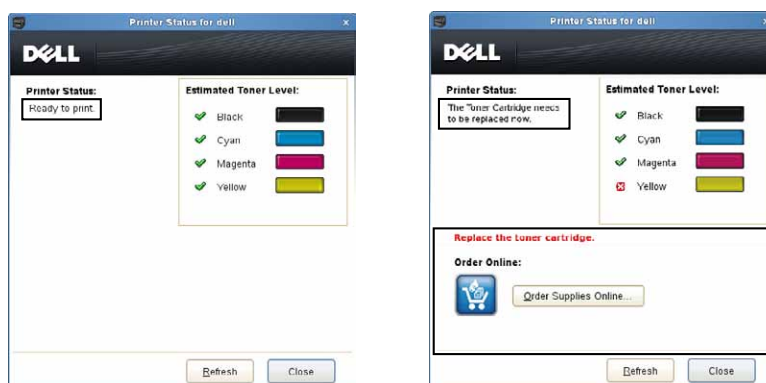 Printer Status for dell
DELL
Printer Status:
Ready to print.
Estimated Toner Level:
Black
Cyan
Magenta
Yellow
Refresh
Close
Printer Status for dell
DELL
Printer Status:
The Toner Cartridge needs
to be replaced now.
Estimated Toner Level:
Black
Cyan
Magenta
Yellow
Replace the toner cartridge.
Order Online:
Order Supplies Online...
Refresh
Close